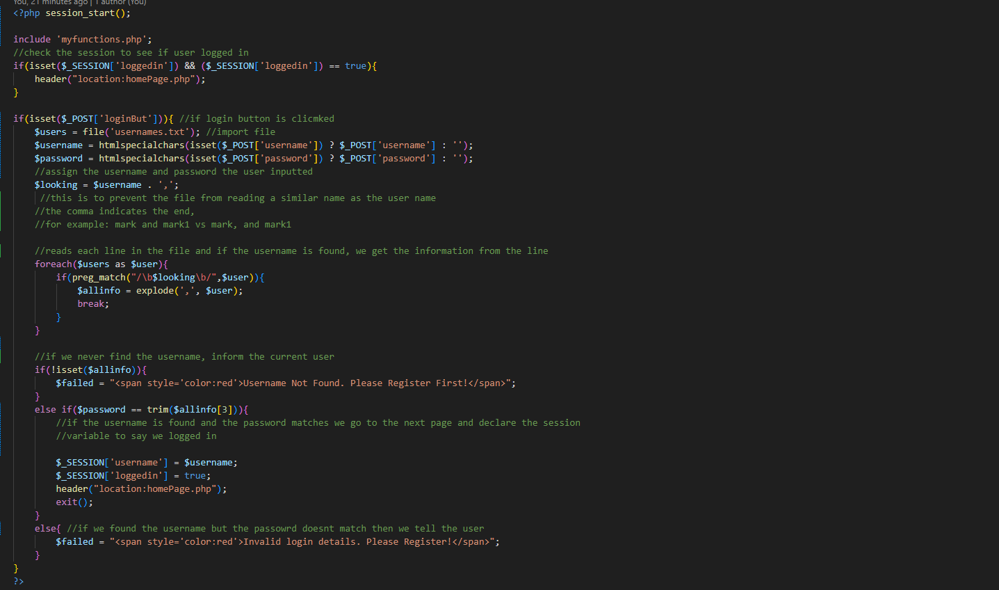 You, 21 minutes ago | 1 author (You)
<?php session_start();
include 'myfunctions.php';
//check the session to see if user logged in
if(isset($_SESSION['loggedin']) && ($_SESSION['loggedin']) == true){
    header("location:homePage.php");
}
if(isset($_POST['loginBut'])){ //if login button is clicmked
    $users = file('usernames.txt'); //import file
    $username = htmlspecialchars(isset($_POST['username']) ? $_POST['username'] : '');
    $password = htmlspecialchars(isset($_POST['password']) ? $_POST['password'] : '');
    //assign the username and password the user inputted
    $looking = $username . ',';
     //this is to prevent the file from reading a similar name as the user name
    //the comma indicates the end,
    //for example: mark and mark1 vs mark, and mark1
    //reads each line in the file and if the username is found, we get the information from the line
    foreach($users as $user){
        if(preg_match("/\b$looking\b/",$user)){
            $allinfo = explode(',', $user);
            break;
        }
    }
    //if we never find the username, inform the current user
    if(!isset($allinfo)){
        $failed = "<span style='color:red'>Username Not Found. Please Register First!</span>";
    }
    else if($password == trim($allinfo[3])){
        //if the username is found and the password matches we go to the next page and declare the session
        //variable to say we logged in
        $_SESSION['username'] = $username;
        $_SESSION['loggedin'] = true;
        header("location:homePage.php");
        exit();
    }
    else{ //if we found the username but the passowrd doesnt match then we tell the user
        $failed = "<span style='color:red'>Invalid login details. Please Register!</span>";
    }
}
?>